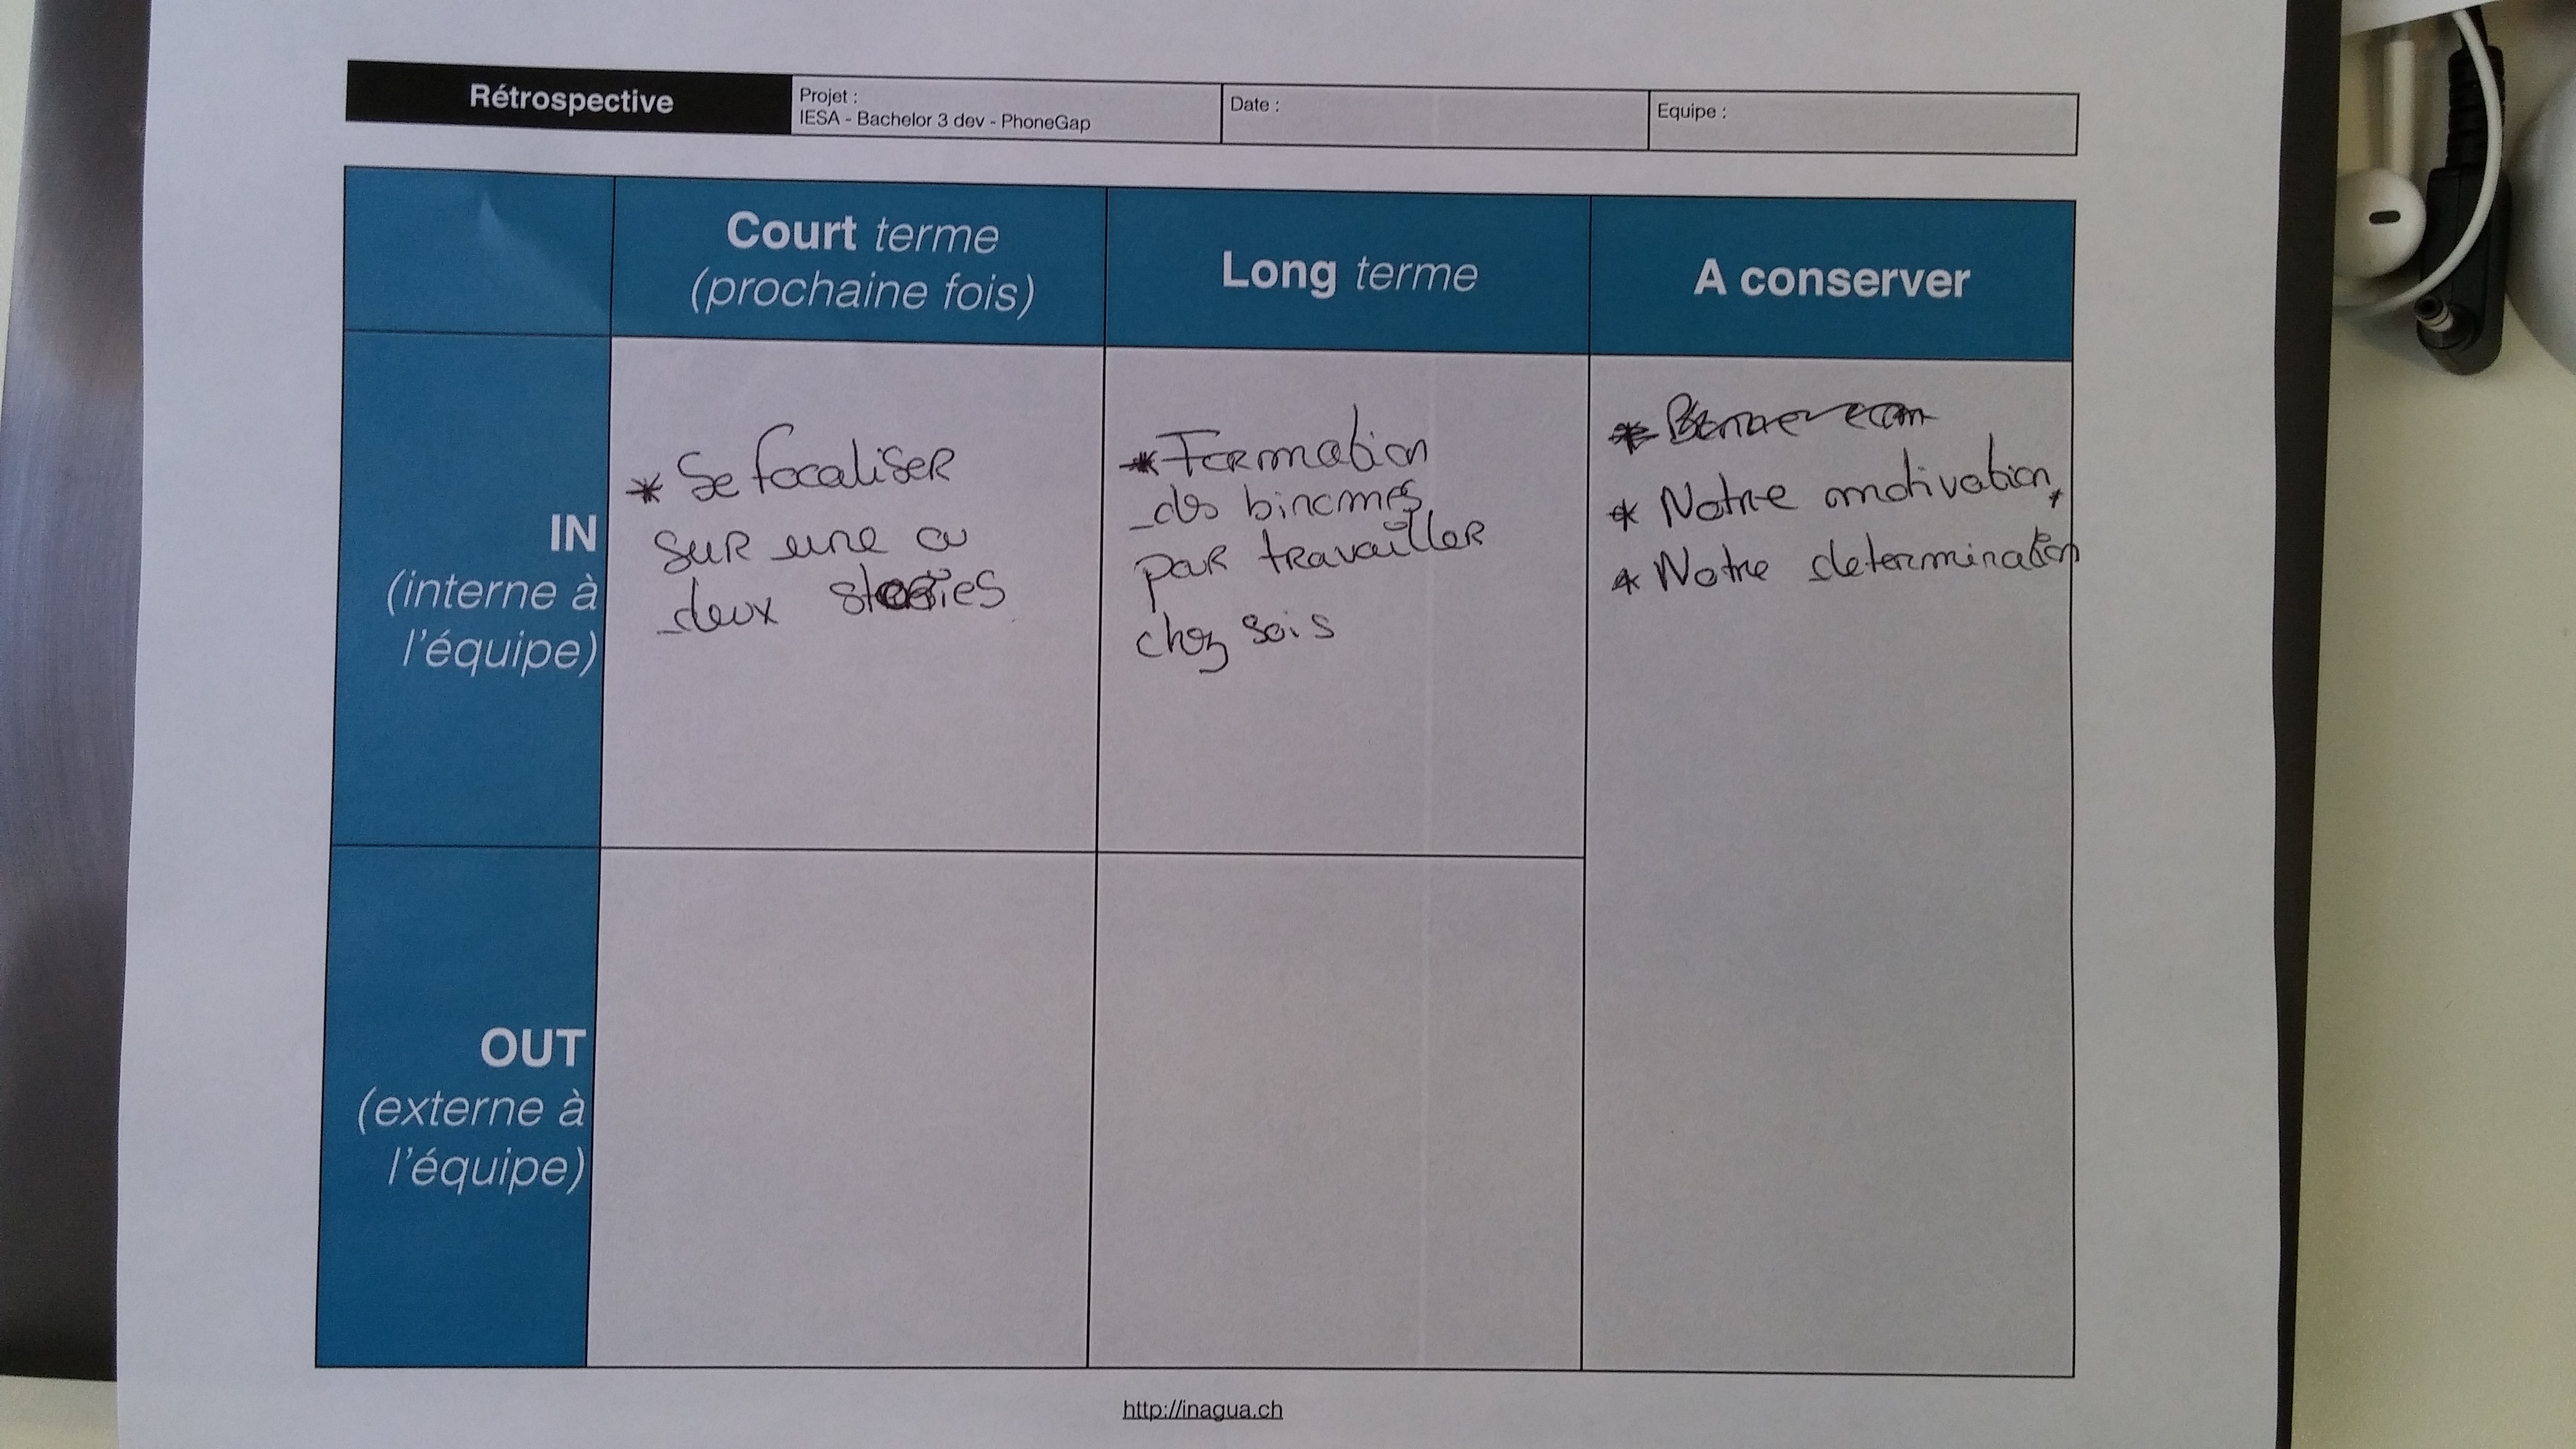 Rétrospective
Projet :
IESA - Bachelor 3 dev - PhoneGap
Date :
Equipe :
Court terme
(prochaine fois)
Long terme
A conserver
IN
(interne à
l'équipe)
* Se focaliser
sur une ou
deux stories
* Formation
des binomes
pour travailler
chez sois
* Notre motivation
* Notre determination
OUT
(externe à
l'équipe)
http://inagua.ch